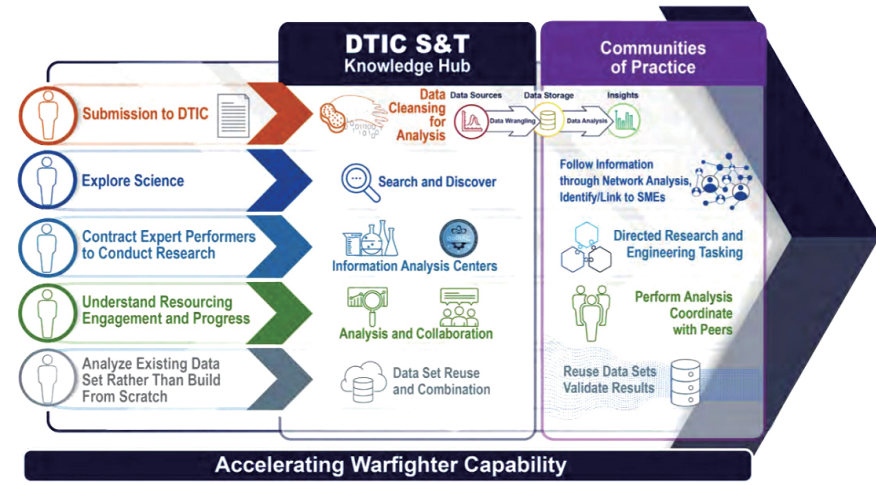 DTIC S&T
Knowledge Hub
Communities
of Practice
Submission to DTIC
Data
Cleansing
for
Analysis
Data Sources
Data Storage
Insights
Data Wrangling
Data Analysis
Explore Science
Search and Discover
Follow Information
through Network Analysis,
Identify/Link to SMEs
Contract Expert Performers
to Conduct Research
Information Analysis Centers
Directed Research and
Engineering Tasking
Understand Resourcing
Engagement and Progress
Analysis and Collaboration
Perform Analysis
Coordinate
with Peers
Analyze Existing Data
Set Rather Than Build
From Scratch
Data Set Reuse
and Combination
Reuse Data Sets
Validate Results
Accelerating Warfighter Capability